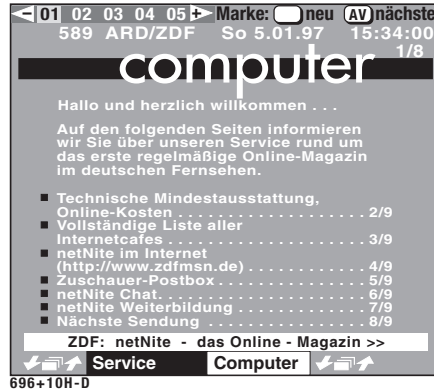 01 02 03 04 05 Marke: neu AV nächste
589 ARD/ZDF So 5.01.97 15:34:00
1/8
computer
Hallo und herzlich willkommen . . .
Auf den folgenden Seiten informieren
wir Sie über unseren Service rund um
das erste regelmäßige Online-Magazin
im deutschen Fernsehen.
Technische Mindestausstattung,
Online-Kosten . . . . . . . . . . . . . . . . . . . 2/9
Vollständige Liste aller
Internetcafes . . . . . . . . . . . . . . . . . . . 3/9
netNite im Internet
(http://www.zdfmsn.de) . . . . . . . . . . . . 4/9
Zuschauer-Postbox . . . . . . . . . . . . . . . 5/9
netNite Chat. . . . . . . . . . . . . . . . . . . . 6/9
netNite Weiterbildung . . . . . . . . . . . . . 7/9
Nächste Sendung . . . . . . . . . . . . . . . . 8/9
ZDF: netNite - das Online - Magazin >>
Service Computer
696+10H-D